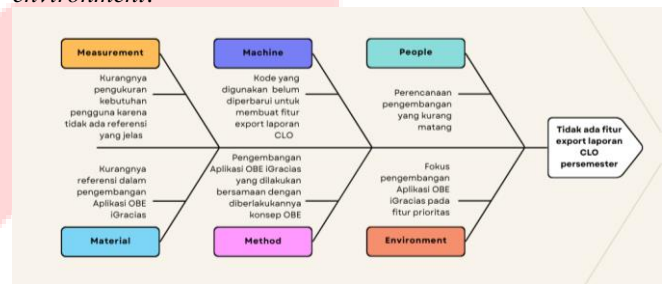 environment.
Measurement
Machine
People
Kurangnya
pengukuran
kebutuhan
pengguna karena
tidak ada referensi
yang jelas
Kode yang
digunakan belum
diperbarui untuk
membuat fitur
export laporan
CLO
Perencanaan
pengembangan
yang kurang
matang
Tidak ada fitur
export laporan
CLO
persemester
Kurangnya
referensi dalam
pengembangan
Aplikasi OBE
iGracias
Pengembangan
Aplikasi OBE iGracias
yang dilakukan
bersamaan dengan
diberlakukannya
konsep OBE
Fokus
pengembangan
Aplikasi OBE
iGracias pada
fitur prioritas
Material
Method
Environment